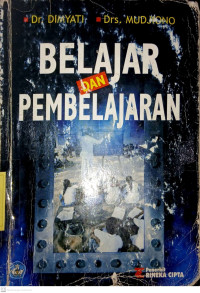 Dr. DIMYATI Drs. MUDJIONO
BELAJAR
DAN
PEMBELAJARAN
Penerbit
RINEKA CIPTA